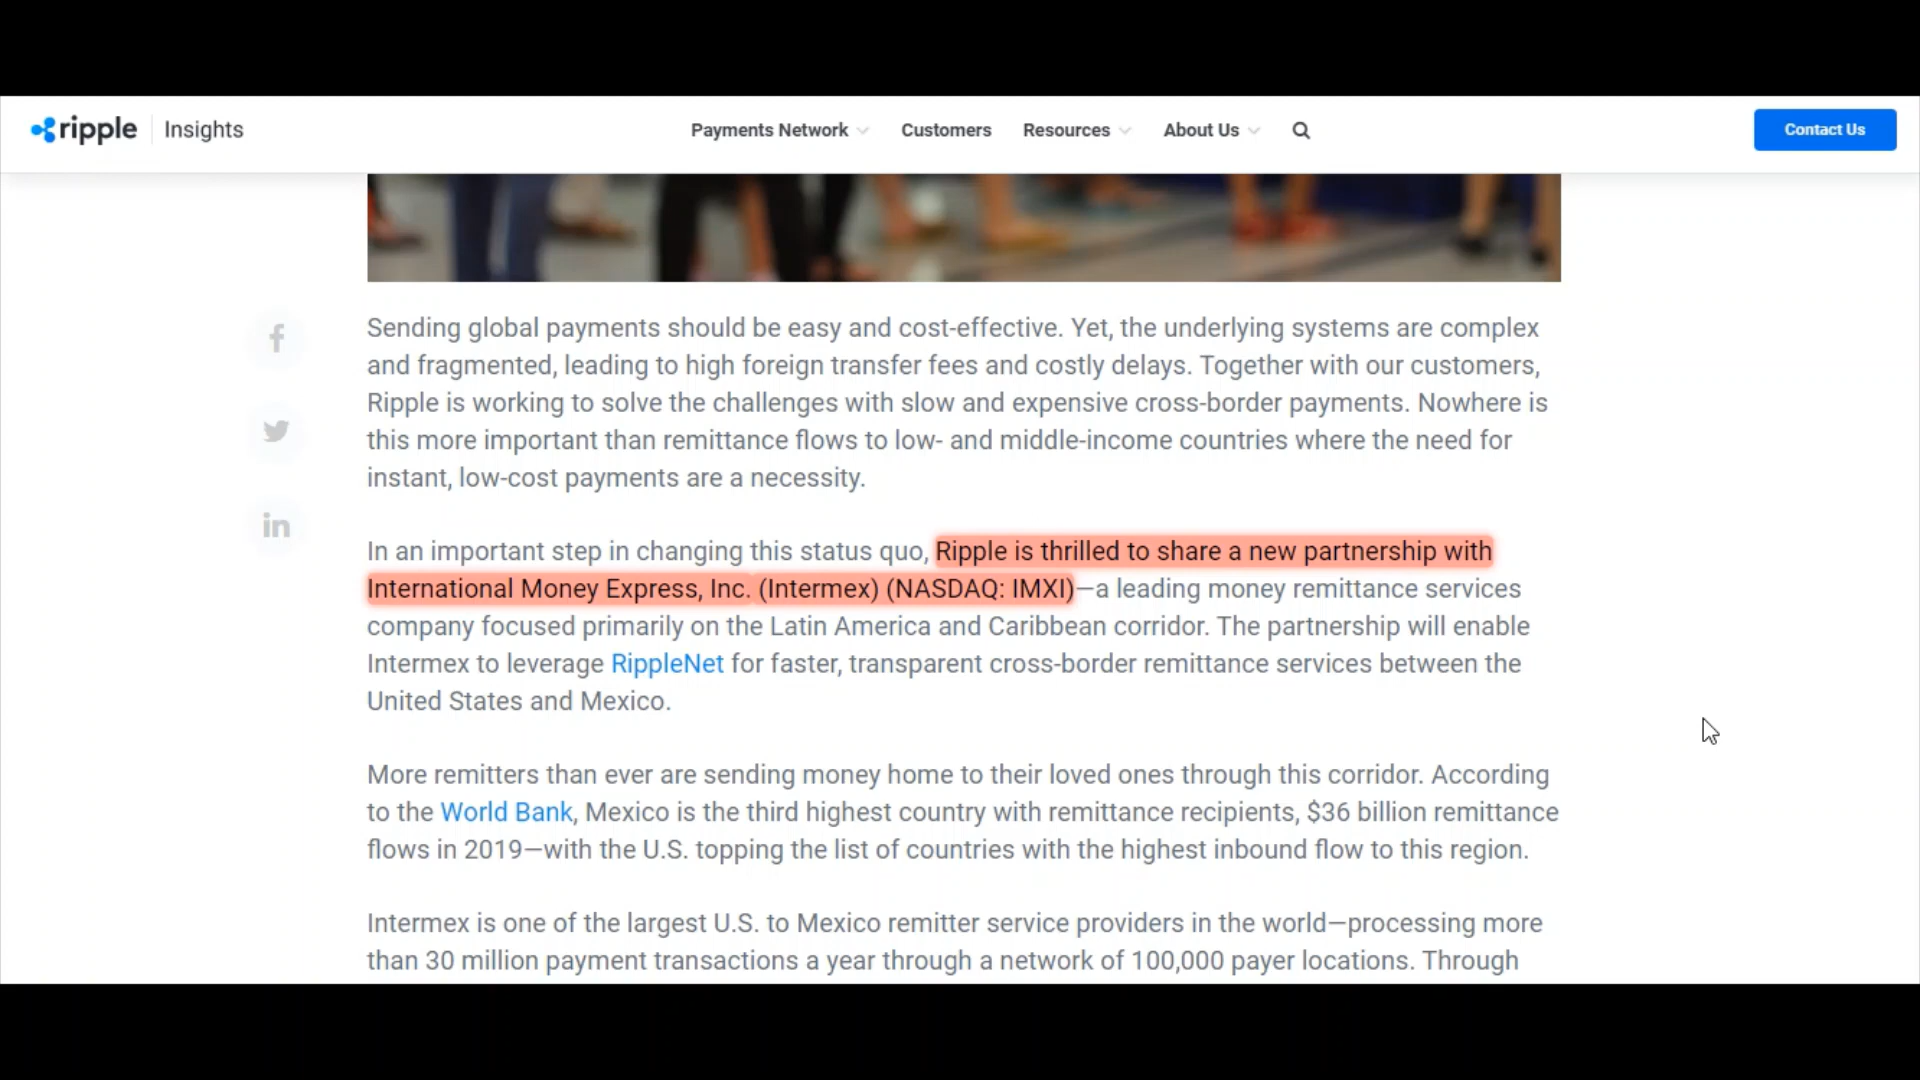 ripple Insights Payments Network Customers Resources About Us Contact Us
Sending global payments should be easy and cost-effective. Yet, the underlying systems are complex
and fragmented, leading to high foreign transfer fees and costly delays. Together with our customers,
Ripple is working to solve the challenges with slow and expensive cross-border payments. Nowhere is
this more important than remittance flows to low- and middle-income countries where the need for
instant, low-cost payments are a necessity.
In an important step in changing this status quo, Ripple is thrilled to share a new partnership with
International Money Express, Inc. (Intermex) (NASDAQ: IMXI)—a leading money remittance services
company focused primarily on the Latin America and Caribbean corridor. The partnership will enable
Intermex to leverage RippleNet for faster, transparent cross-border remittance services between the
United States and Mexico.
More remitters than ever are sending money home to their loved ones through this corridor. According
to the World Bank, Mexico is the third highest country with remittance recipients, $36 billion remittance
flows in 2019—with the U.S. topping the list of countries with the highest inbound flow to this region.
Intermex is one of the largest U.S. to Mexico remitter service providers in the world—processing more
than 30 million payment transactions a year through a network of 100,000 payer locations. Through